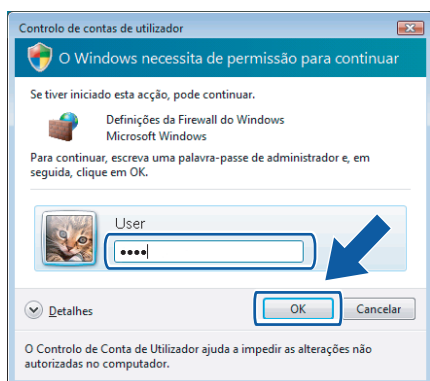 Controlo de contas de utilizador
O Windows necessita de permissão para continuar
Se tiver iniciado esta acção, pode continuar.
Definições da Firewall do Windows
Microsoft Windows
Para continuar, escreva uma palavra-passe de administrador e, em
seguida, clique em OK.
User
••••
Detalhes
OK
Cancelar
O Controlo de Conta de Utilizador ajuda a impedir as alterações não
autorizadas no computador.